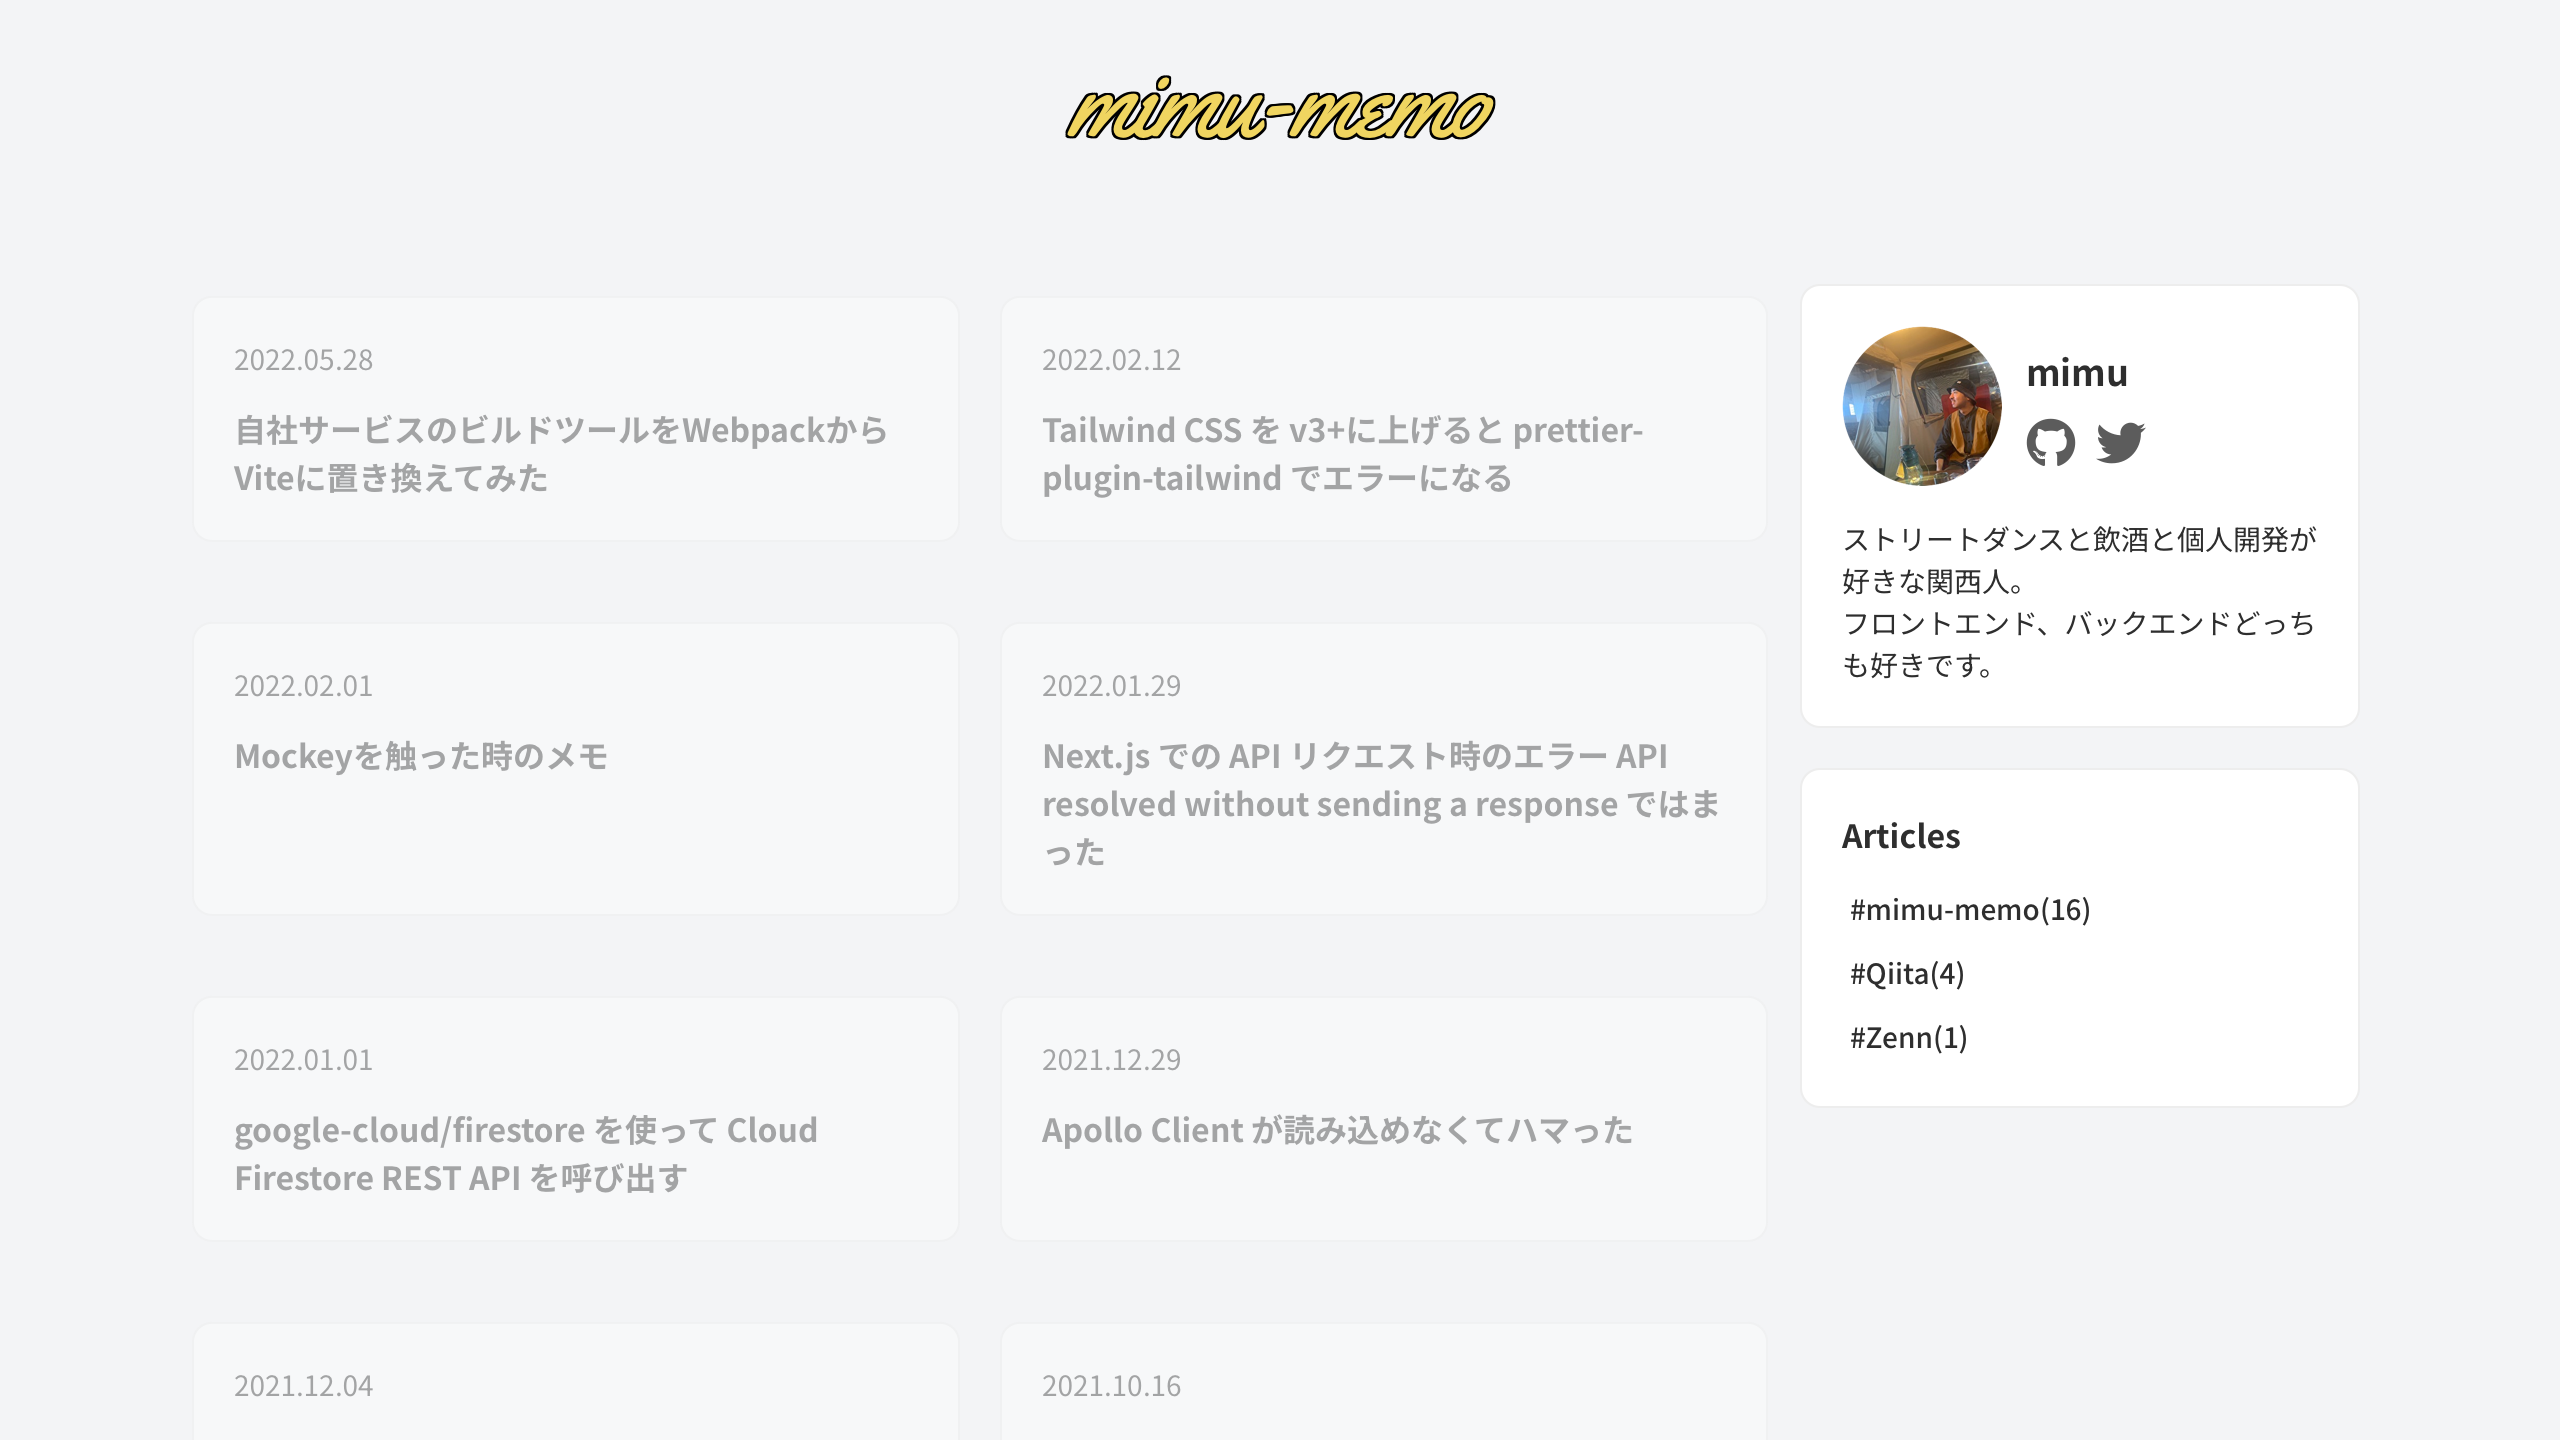 mimu-memo
2022.05.28
自社サービスのビルドツールをWebpackから
Viteに置き換えてみた
2022.02.12
Tailwind CSS を v3+に上げると prettier-
plugin-tailwind でエラーになる
2022.02.01
Mockeyを触った時のメモ
2022.01.29
Next.js での API リクエスト時のエラー API
resolved without sending a response ではま
った
2022.01.01
google-cloud/firestore を使って Cloud
Firestore REST API を呼び出す
2021.12.29
Apollo Client が読み込めなくてハマった
2021.12.04
2021.10.16
mimu
ストリートダンスと飲酒と個人開発が
好きな関西人。
フロントエンド、バックエンドどっち
も好きです。
Articles
#mimu-memo(16)
#Qiita(4)
#Zenn(1)